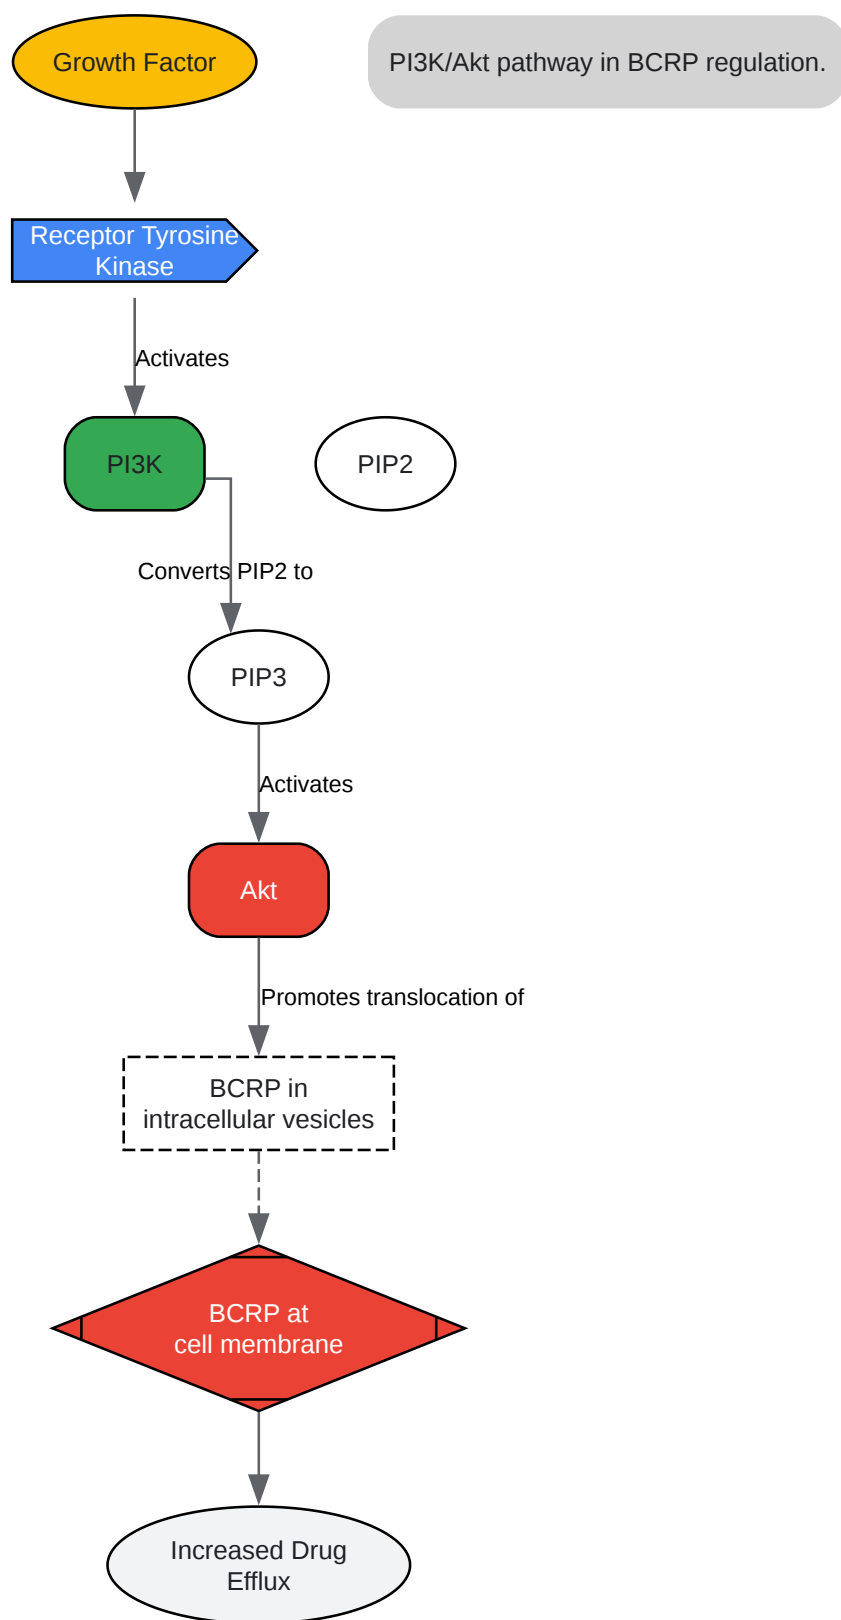 Growth Factor
PI3K/Akt pathway in BCRP regulation.
Receptor Tyrosine
Kinase
Activates
PI3K
PIP2
Converts PIP2 to
PIP3
Activates
Akt
Promotes translocation of
BCRP in
intracellular vesicles
BCRP at
cell membrane
Increased Drug
Efflux